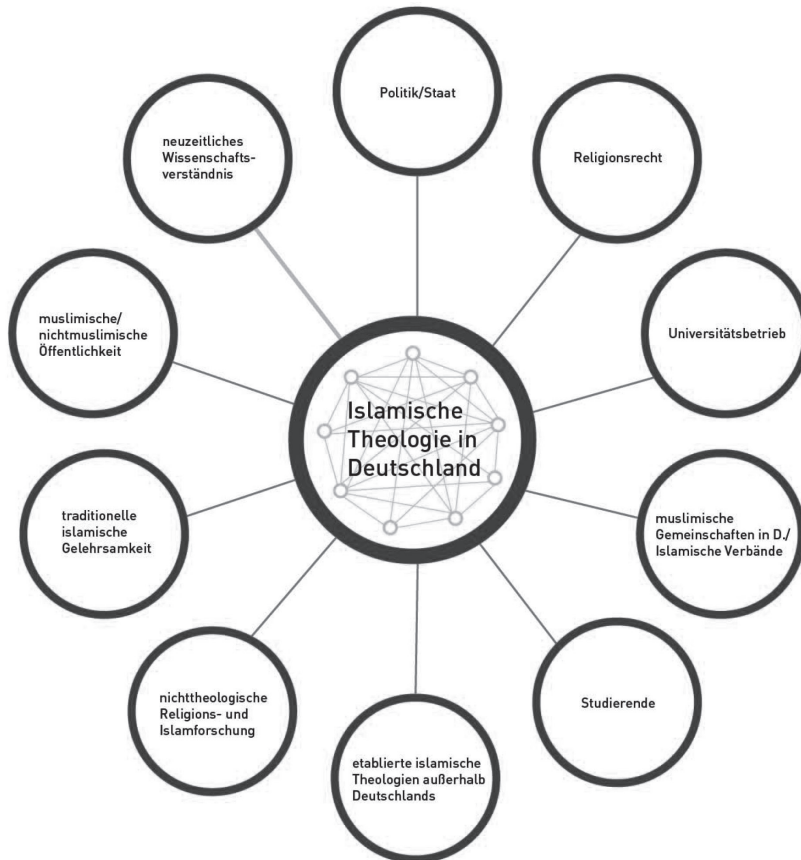 Politik/Staat
neuzeitliches
Wissenschafts-
verständnis
Religionsrecht
muslimische/
nichtmuslimische
Öffentlichkeit
Universitätsbetrieb
Islamische
Theologie in
Deutschland
traditionelle
islamische
Gelehrsamkeit
muslimische
Gemeinschaften in D./
Islamische Verbände
nichttheologische
Religions- und
Islamforschung
Studierende
etablierte islamische
Theologien außerhalb
Deutschlands